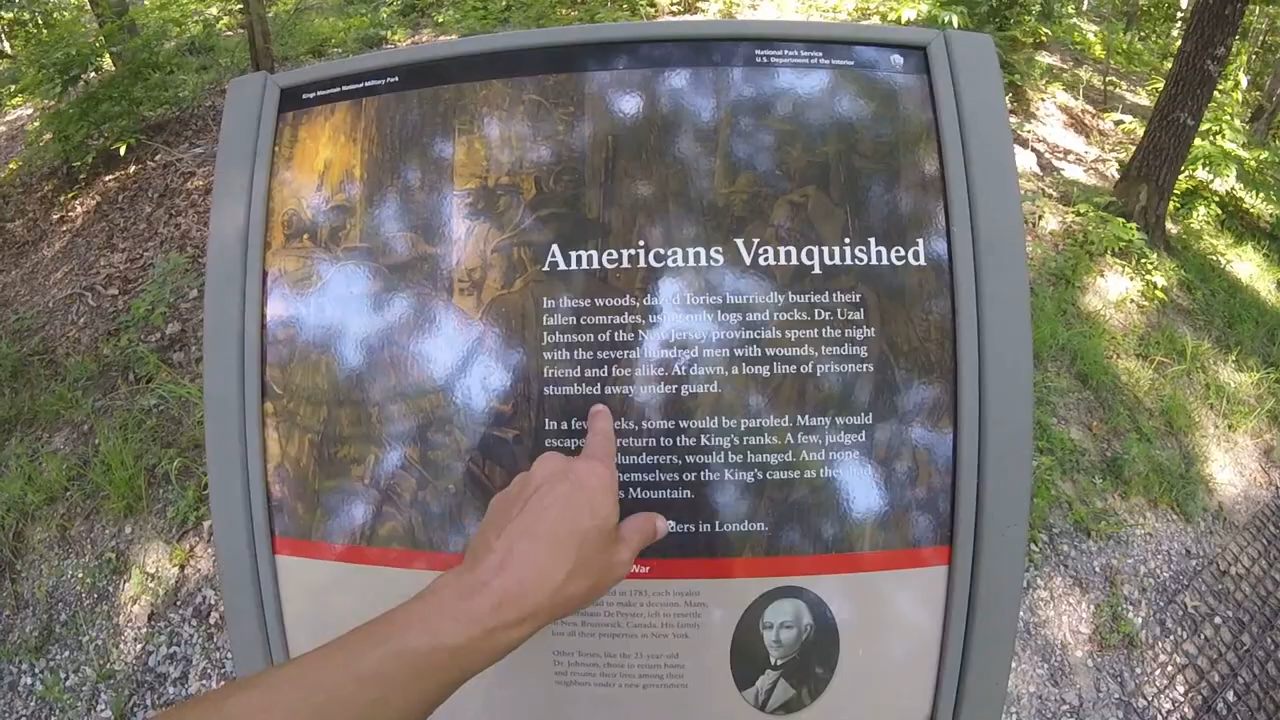 Kings Mountain National Military Park
National Park Service
U.S. Department of the Interior
Americans Vanquished
In these woods, dazed Tories hurriedly buried their
fallen comrades, using only logs and rocks. Dr. Uzal
Johnson of the New Jersey provincials spent the night
with the several hundred men with wounds, tending
friend and foe alike. At dawn, a long line of prisoners
stumbled away under guard.
In a few weeks, some would be paroled. Many would
escape return to the King's ranks. A few, judged
plunderers, would be hanged. And none
themselves or the King's cause as they had
Mountain.
in London.
War
in 1783, each loyalist
had to make a decision. Many,
DePeyster, left to resettle
New Brunswick, Canada. His family
lost all their properties in New York.
Other Tories, like the 23-year-old
Dr. Johnson, chose to return home
and resume their lives among their
neighbors under a new government.